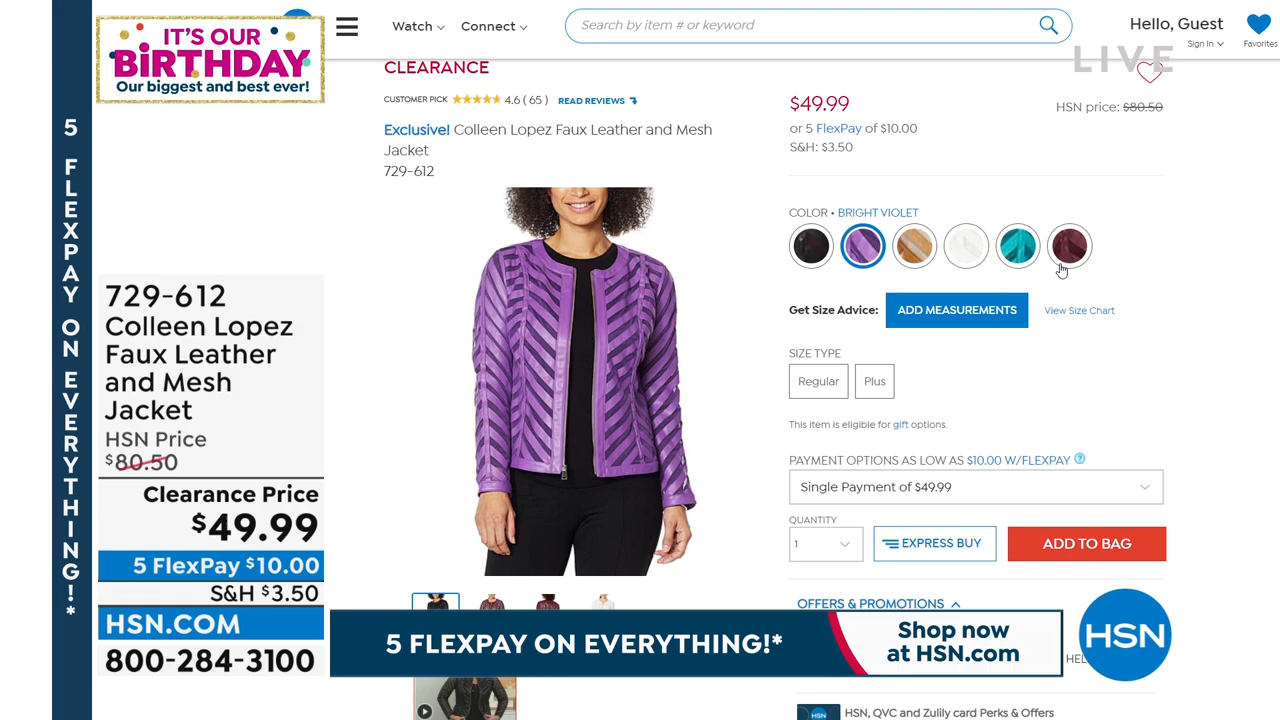 IT'S OUR
BIRTHDAY
Our biggest and best ever!
5 FLEXPAY ON EVERYTHING!*
729-612
Colleen Lopez
Faux Leather
and Mesh
Jacket
HSN Price
$80.50
Clearance Price
$49.99
5 FlexPay $10.00
S&H $3.50
HSN.COM
800-284-3100
Watch
Connect
Search by item # or keyword
Hello, Guest
Sign In
Favorites
LIVE
CLEARANCE
CUSTOMER PICK 4.6 ( 65 ) READ REVIEWS
Exclusive! Colleen Lopez Faux Leather and Mesh
Jacket
729-612
$49.99
HSN price: $80.50
or 5 FlexPay of $10.00
S&H: $3.50
COLOR • BRIGHT VIOLET
Get Size Advice: ADD MEASUREMENTS View Size Chart
SIZE TYPE
Regular Plus
This item is eligible for gift options.
PAYMENT OPTIONS AS LOW AS $10.00 W/FLEXPAY ?
Single Payment of $49.99
QUANTITY
1 EXPRESS BUY ADD TO BAG
OFFERS & PROMOTIONS
5 FLEXPAY ON EVERYTHING!*
Shop now
at HSN.com
HSN
HSN
HSN, QVC and Zulily card Perks & Offers